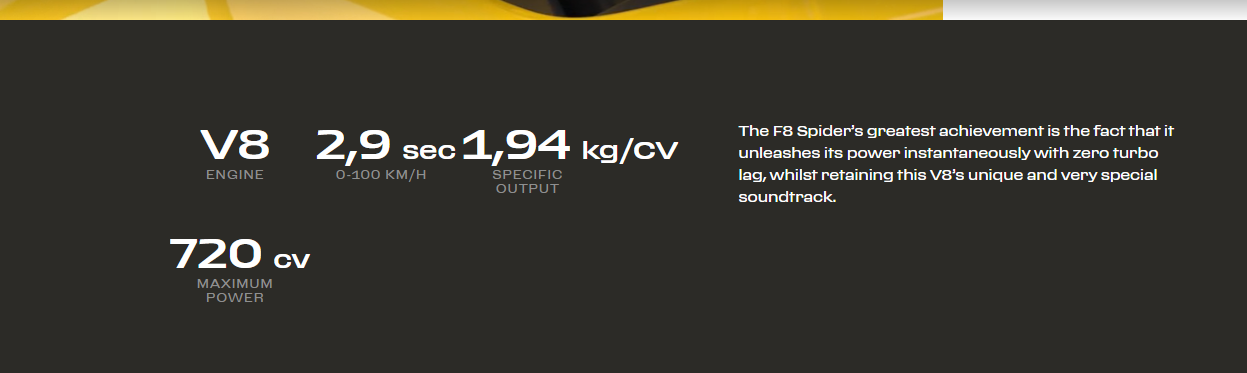 V8
ENGINE
2,9 sec
0-100 KM/H
1,94 kg/CV
SPECIFIC
OUTPUT
720 CV
MAXIMUM
POWER
The F8 Spider's greatest achievement is the fact that it
unleashes its power instantaneously with zero turbo
lag, whilst retaining this V8's unique and very special
soundtrack.